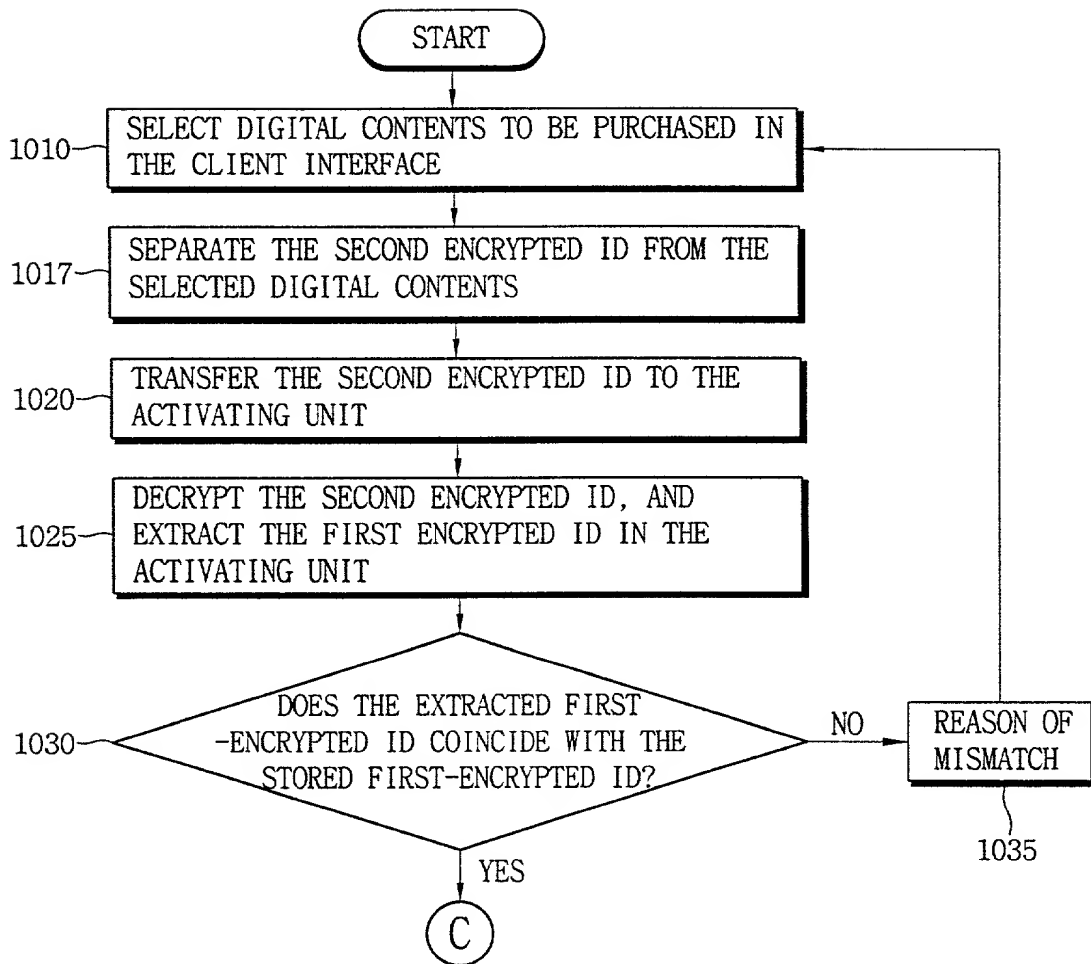 START
1010
SELECT DIGITAL CONTENTS TO BE PURCHASED IN
THE CLIENT INTERFACE
1017
SEPARATE THE SECOND ENCRYPTED ID FROM THE
SELECTED DIGITAL CONTENTS
1020
TRANSFER THE SECOND ENCRYPTED ID TO THE
ACTIVATING UNIT
1025
DECRYPT THE SECOND ENCRYPTED ID, AND
EXTRACT THE FIRST ENCRYPTED ID IN THE
ACTIVATING UNIT
1030
DOES THE EXTRACTED FIRST
-ENCRYPTED ID COINCIDE WITH THE
STORED FIRST-ENCRYPTED ID?
NO
REASON OF
MISMATCH
1035
YES
C